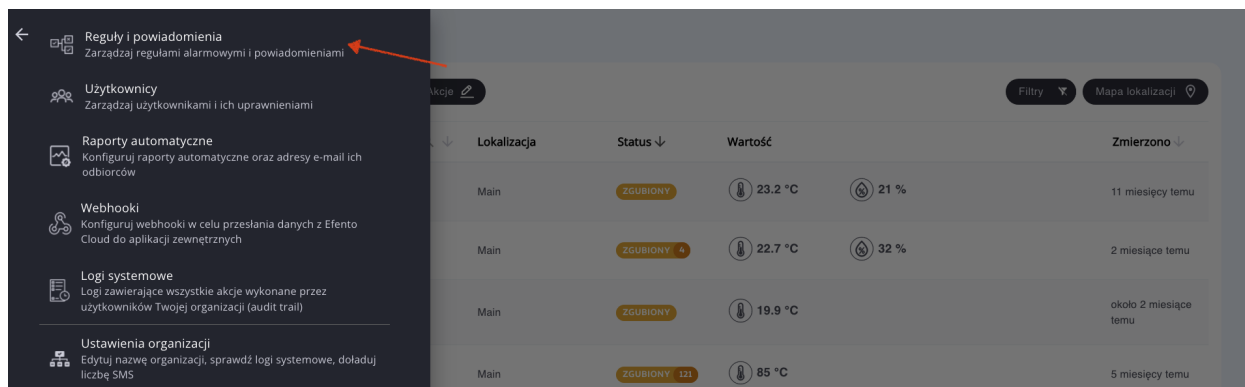 Reguły i powiadomienia
Zarządzaj regułami alarmowymi i powiadomieniami
Użytkownicy
Zarządzaj użytkownikami i ich uprawnieniami
Raporty automatyczne
Konfiguruj raporty automatyczne oraz adresy e-mail ich
odbiorców
Webhooki
Konfiguruj webhooki w celu przesłania danych z Efento
Cloud do aplikacji zewnętrznych
Logi systemowe
Logi zawierające wszystkie akcje wykonane przez
użytkowników Twojej organizacji (audit trail)
Ustawienia organizacji
Edytuj nazwę organizacji, sprawdź logi systemowe, doładuj
liczbę SMS
Akcje Filtry Mapa lokalizacji
Lokalizacja Status Wartość Zmierzono
Main ZGUBIONY 23.2 °C 21 % 11 miesięcy temu
Main ZGUBIONY 4 22.7 °C 32 % 2 miesiące temu
Main ZGUBIONY 19.9 °C około 2 miesiące
temu
Main ZGUBIONY 121 85 °C 5 miesięcy temu